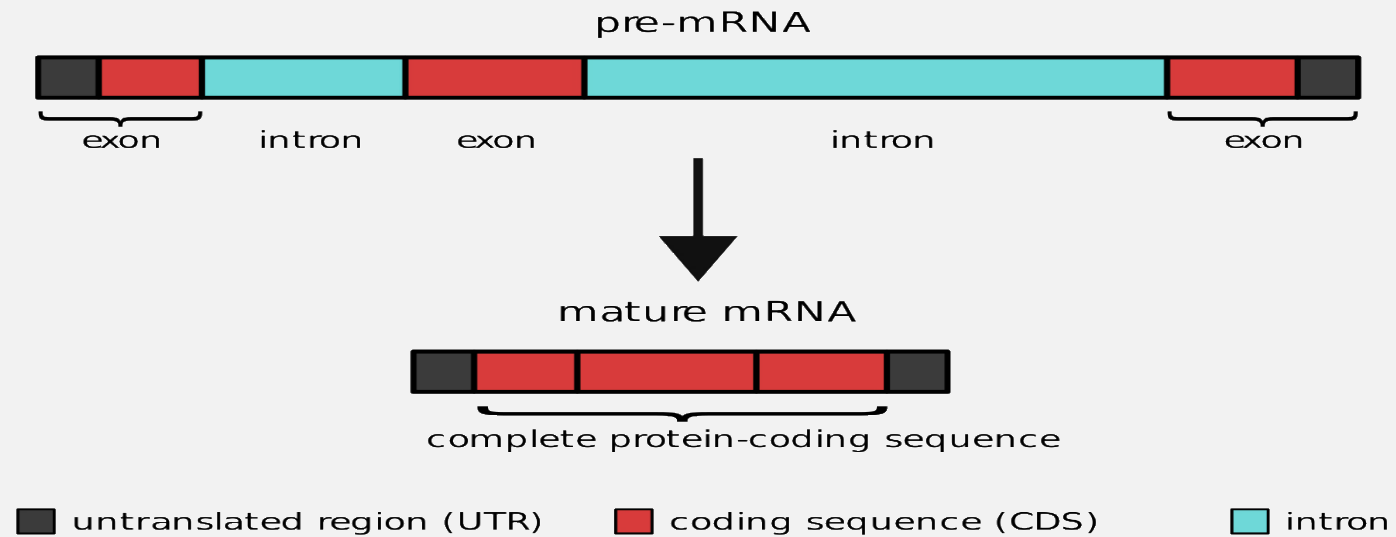 pre-mRNA
exon intron exon intron exon
mature mRNA
complete protein-coding sequence
untranslated region (UTR) coding sequence (CDS) intron